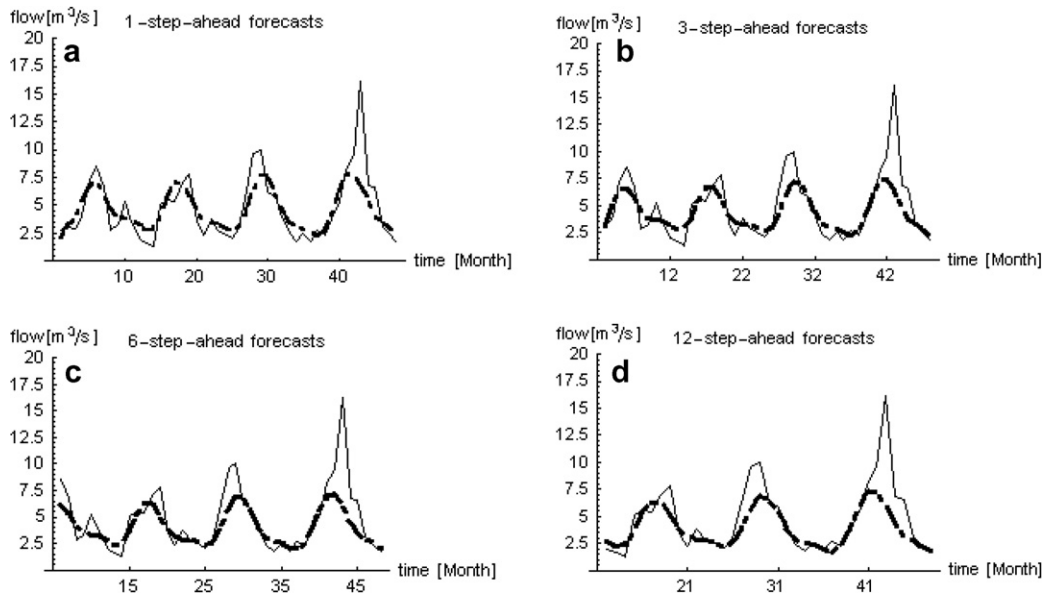 flow[m³/s] 1-step-ahead forecasts
a
20
17.5
15
12.5
10
7.5
5
2.5
10 20 30 40
time [Month]
flow[m³/s] 3-step-ahead forecasts
b
20
17.5
15
12.5
10
7.5
5
2.5
12 22 32 42
time [Month]
flow[m³/s] 6-step-ahead forecasts
c
20
17.5
15
12.5
10
7.5
5
2.5
15 25 35 45
time [Month]
flow[m³/s] 12-step-ahead forecasts
d
20
17.5
15
12.5
10
7.5
5
2.5
21 31 41
time [Month]